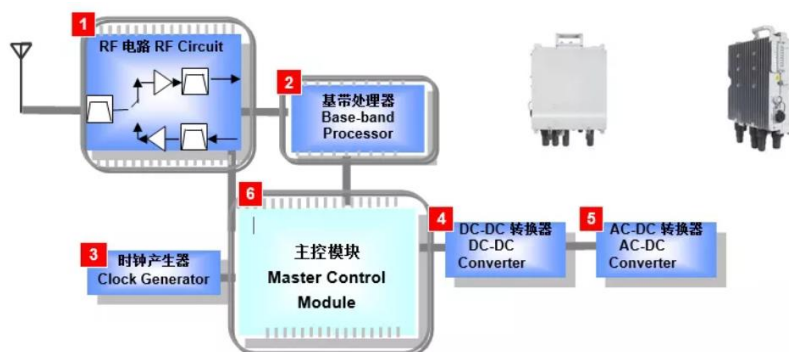 1
RF 电路 RF Circuit
2
基带处理器
Base-band
Processor
6
主控模块
Master Control
Module
3
时钟产生器
Clock Generator
4
DC-DC 转换器
DC-DC
Converter
5
AC-DC 转换器
AC-DC
Converter